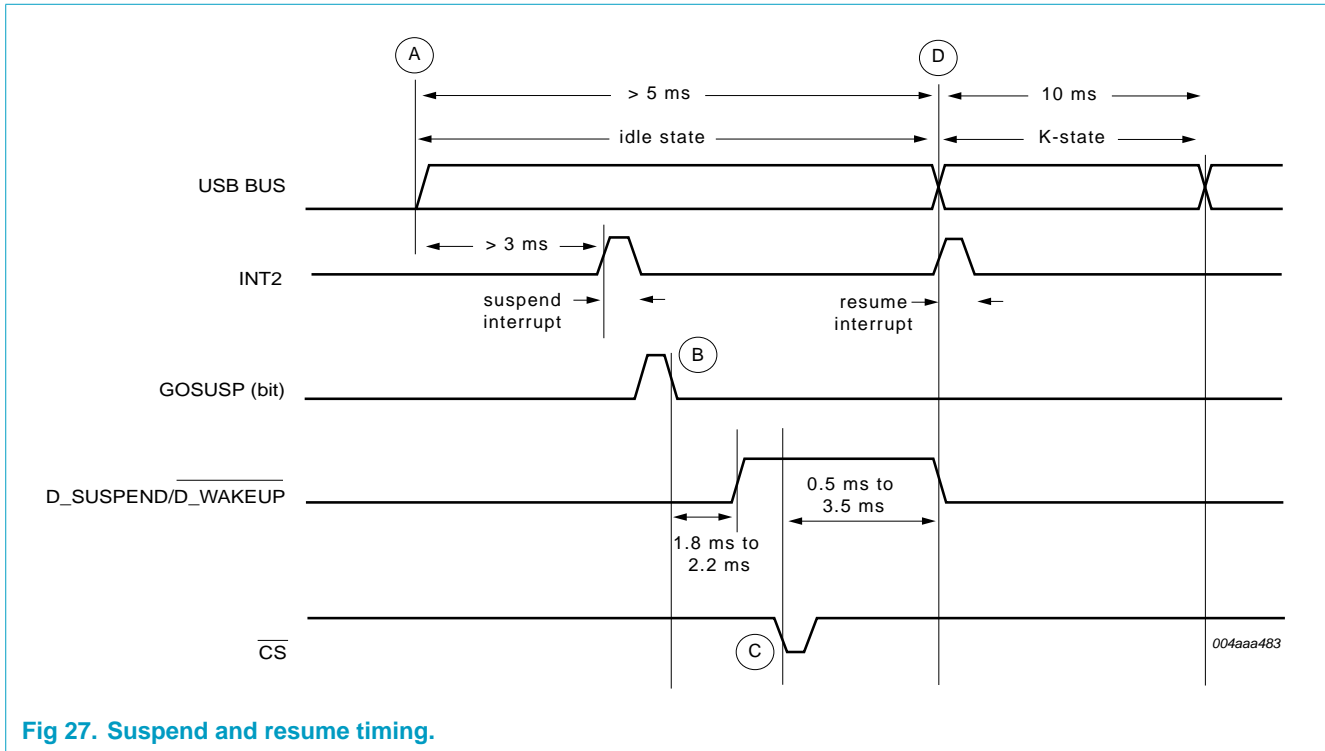 A
D
> 5 ms
10 ms
idle state
K-state
USB BUS
> 3 ms
INT2
suspend
interrupt
resume
interrupt
B
GOSUSP (bit)
D_SUSPEND/D_WAKEUP
0.5 ms to
3.5 ms
1.8 ms to
2.2 ms
CS
C
004aaa483
Fig 27. Suspend and resume timing.